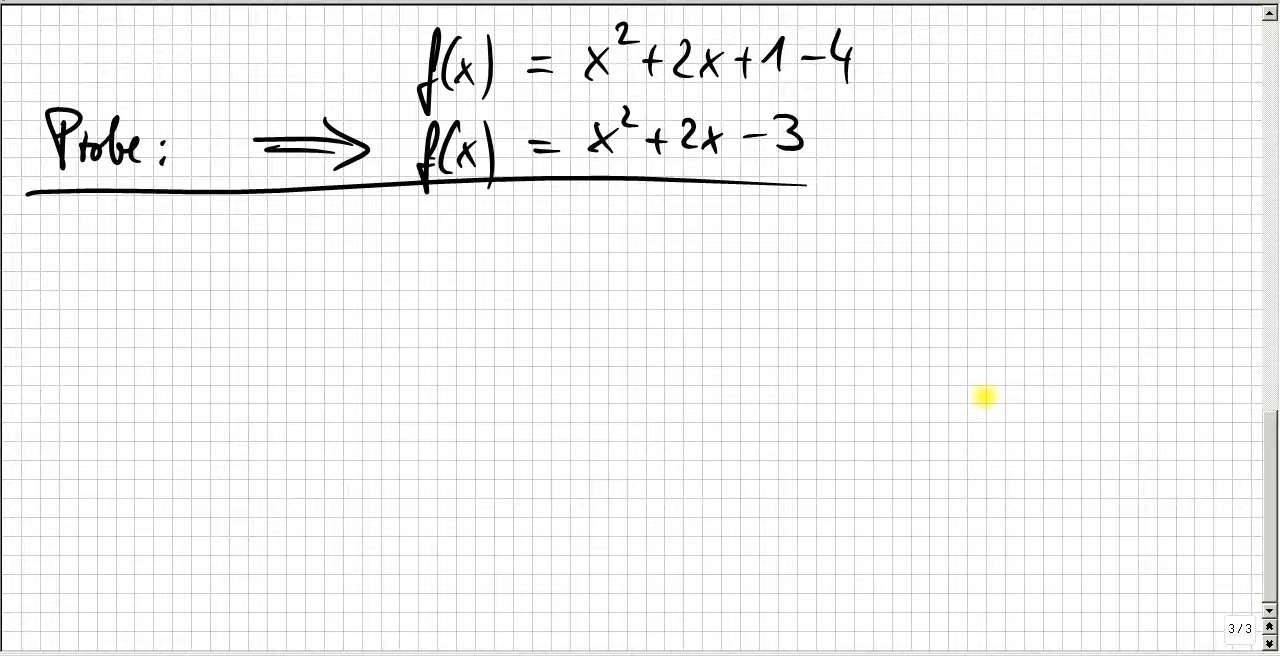 f(x) = x²+2x+1-4
Probe: ⟹ f(x) = x²+2x-3
3/3